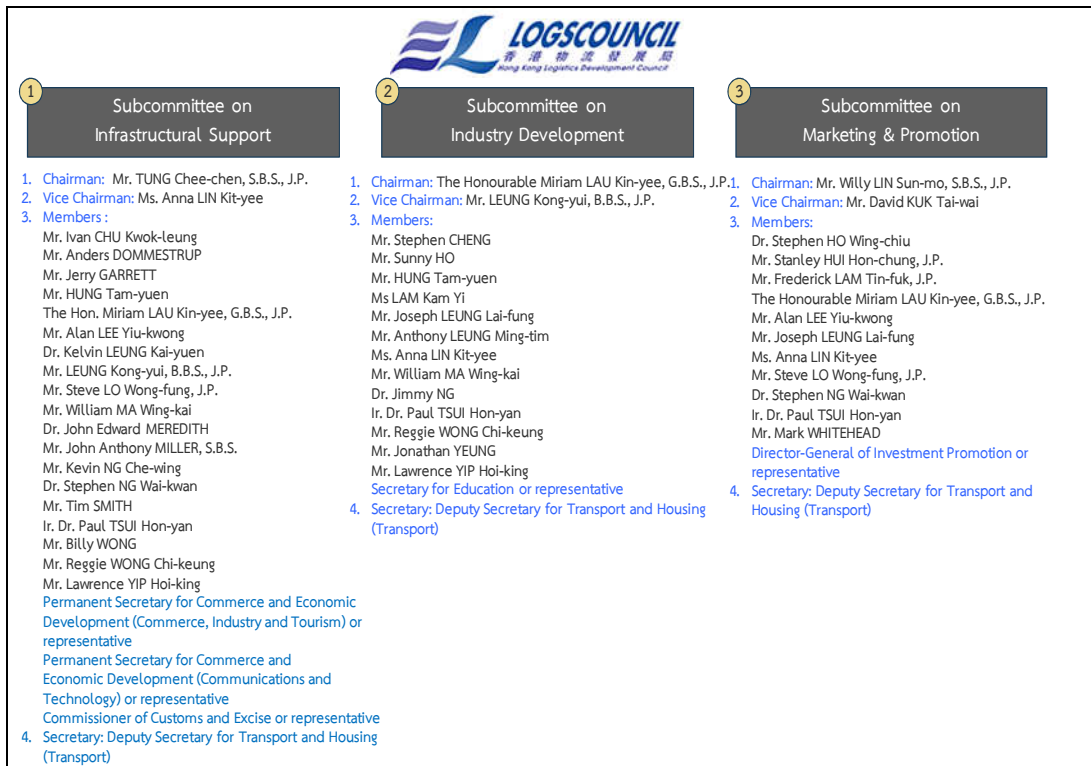 LOGSCOUNCIL
香港物流發展局
Hong Kong Logistics Development Council
1
Subcommittee on
Infrastructural Support
1. Chairman: Mr. TUNG Chee-chen, S.B.S., J.P.
2. Vice Chairman: Ms. Anna LIN Kit-yee
3. Members :
Mr. Ivan CHU Kwok-leung
Mr. Anders DOMMESTRUP
Mr. Jerry GARRETT
Mr. HUNG Tam-yuen
The Hon. Miriam LAU Kin-yee, G.B.S., J.P.
Mr. Alan LEE Yiu-kwong
Dr. Kelvin LEUNG Kai-yuen
Mr. LEUNG Kong-yui, B.B.S., J.P.
Mr. Steve LO Wong-fung, J.P.
Mr. William MA Wing-kai
Dr. John Edward MEREDITH
Mr. John Anthony MILLER, S.B.S.
Mr. Kevin NG Che-wing
Dr. Stephen NG Wai-kwan
Mr. Tim SMITH
Ir. Dr. Paul TSUI Hon-yan
Mr. Billy WONG
Mr. Reggie WONG Chi-keung
Mr. Lawrence YIP Hoi-king
Permanent Secretary for Commerce and Economic
Development (Commerce, Industry and Tourism) or
representative
Permanent Secretary for Commerce and
Economic Development (Communications and
Technology) or representative
Commissioner of Customs and Excise or representative
4. Secretary: Deputy Secretary for Transport and Housing
(Transport)
2
Subcommittee on
Industry Development
1. Chairman: The Honourable Miriam LAU Kin-yee, G.B.S., J.P.
2. Vice Chairman: Mr. LEUNG Kong-yui, B.B.S., J.P.
3. Members:
Mr. Stephen CHENG
Mr. Sunny HO
Mr. HUNG Tam-yuen
Ms LAM Kam Yi
Mr. Joseph LEUNG Lai-fung
Mr. Anthony LEUNG Ming-tim
Ms. Anna LIN Kit-yee
Mr. William MA Wing-kai
Dr. Jimmy NG
Ir. Dr. Paul TSUI Hon-yan
Mr. Reggie WONG Chi-keung
Mr. Jonathan YEUNG
Mr. Lawrence YIP Hoi-king
Secretary for Education or representative
4. Secretary: Deputy Secretary for Transport and Housing
(Transport)
3
Subcommittee on
Marketing & Promotion
1. Chairman: Mr. Willy LIN Sun-mo, S.B.S., J.P.
2. Vice Chairman: Mr. David KUK Tai-wai
3. Members:
Dr. Stephen HO Wing-chiu
Mr. Stanley HUI Hon-chung, J.P.
Mr. Frederick LAM Tin-fuk, J.P.
The Honourable Miriam LAU Kin-yee, G.B.S., J.P.
Mr. Alan LEE Yiu-kwong
Mr. Joseph LEUNG Lai-fung
Ms. Anna LIN Kit-yee
Mr. Steve LO Wong-fung, J.P.
Dr. Stephen NG Wai-kwan
Ir. Dr. Paul TSUI Hon-yan
Mr. Mark WHITEHEAD
Director-General of Investment Promotion or
representative
4. Secretary: Deputy Secretary for Transport and
Housing (Transport)